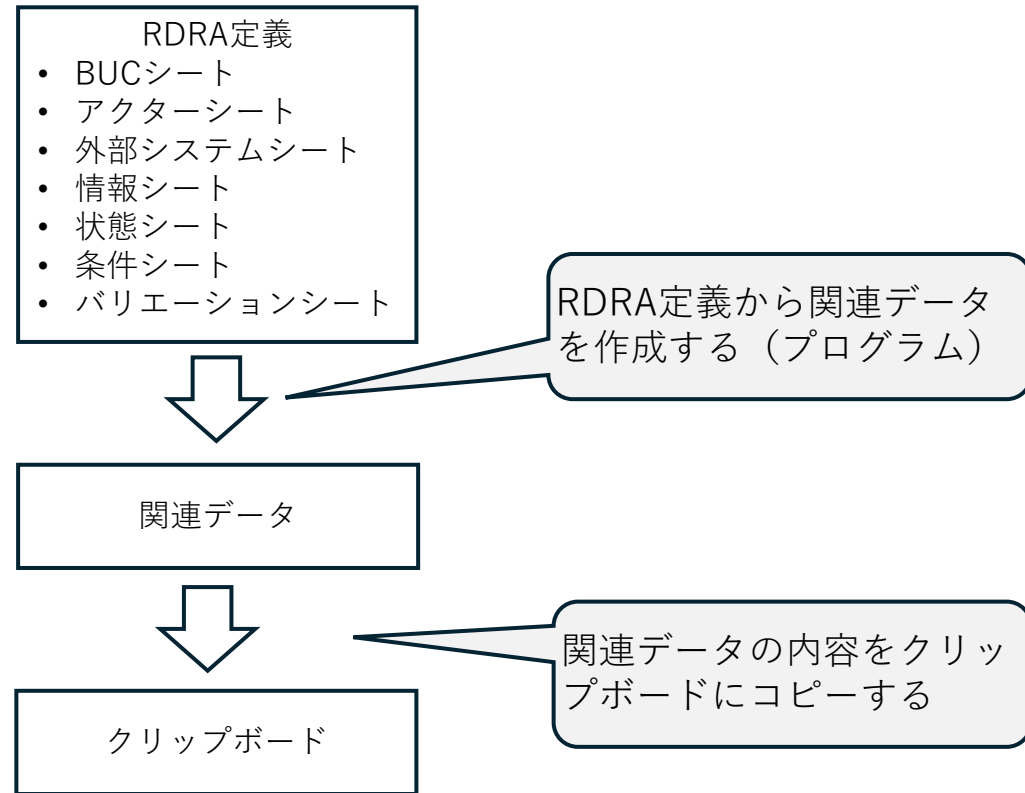 RDRA定義
• BUCシート
• アクターシート
• 外部システムシート
• 情報シート
• 状態シート
• 条件シート
• バリエーションシート
RDRA定義から関連データ
を作成する（プログラム）
関連データ
関連データの内容をクリッ
プボードにコピーする
クリップボード